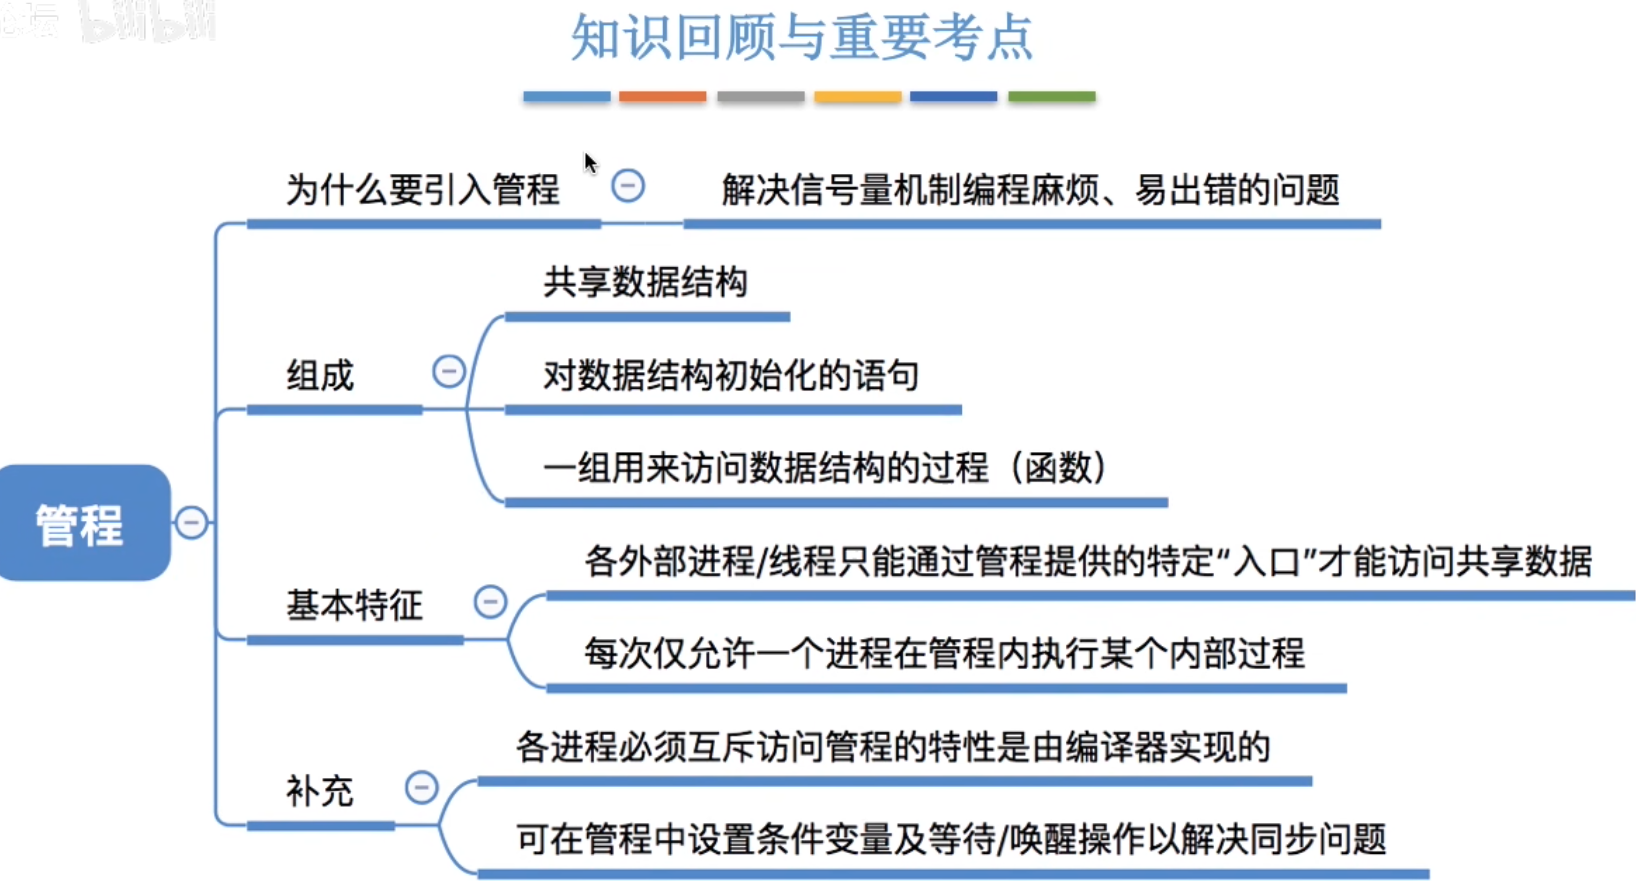 bilibili
知识回顾与重要考点
为什么要引入管程
解决信号量机制编程麻烦、易出错的问题
组成
共享数据结构
对数据结构初始化的语句
一组用来访问数据结构的过程（函数）
管程
基本特征
各外部进程/线程只能通过管程提供的特定“入口”才能访问共享数据
每次仅允许一个进程在管程内执行某个内部过程
补充
各进程必须互斥访问管程的特性是由编译器实现的
可在管程中设置条件变量及等待/唤醒操作以解决同步问题